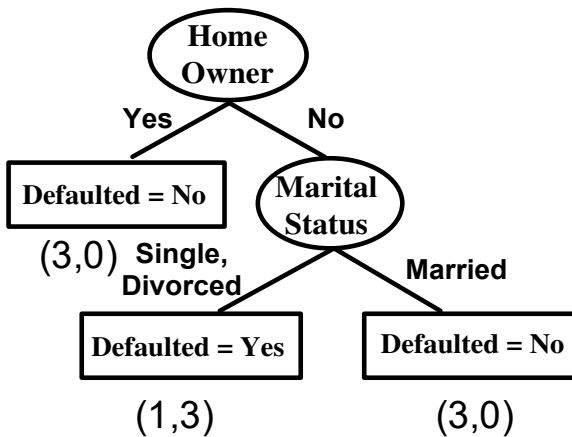 Home
Owner
Yes
No
Defaulted = No
Marital
Status
(3,0)
Single,
Divorced
Married
Defaulted = Yes
Defaulted = No
(1,3)
(3,0)